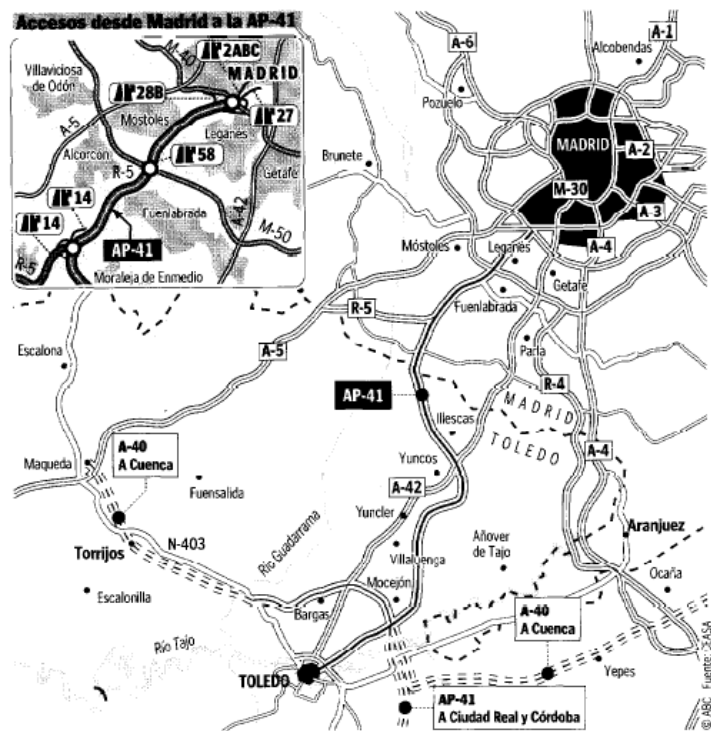 Accesos desde Madrid a la AP-41
M-40
2ABC
Villaviciosa
de Odón
MADRID
28B
Móstoles
27
A-5
Leganés
Alcorcón
58
R-5
Getafe
14
14
Fuenlabrada
A-42
M-50
AP-41
R-5
Moraleja de Enmedio
A-6
A-1
Alcobendas
Pozuelo
MADRID
A-2
Brunete
M-30
A-3
Móstoles
Leganés
A-4
Getafe
Fuenlabrada
R-5
Escalona
A-5
Parla
R-4
AP-41
MADRID
Illescas
TOLEDO
A-40
A Cuenca
Maqueda
Yuncos
A-4
Fuensalida
A-42
Río Guadarrama
Yuncler
Aranjuez
N-403
Añover
de Tajo
Torrijos
Villaluenga
Ocaña
Escalonilla
Mocejón
Bargas
A-40
A Cuenca
Río Tajo
Yepes
TOLEDO
AP-41
A Ciudad Real y Córdoba
© ABC Fuente: CEASA